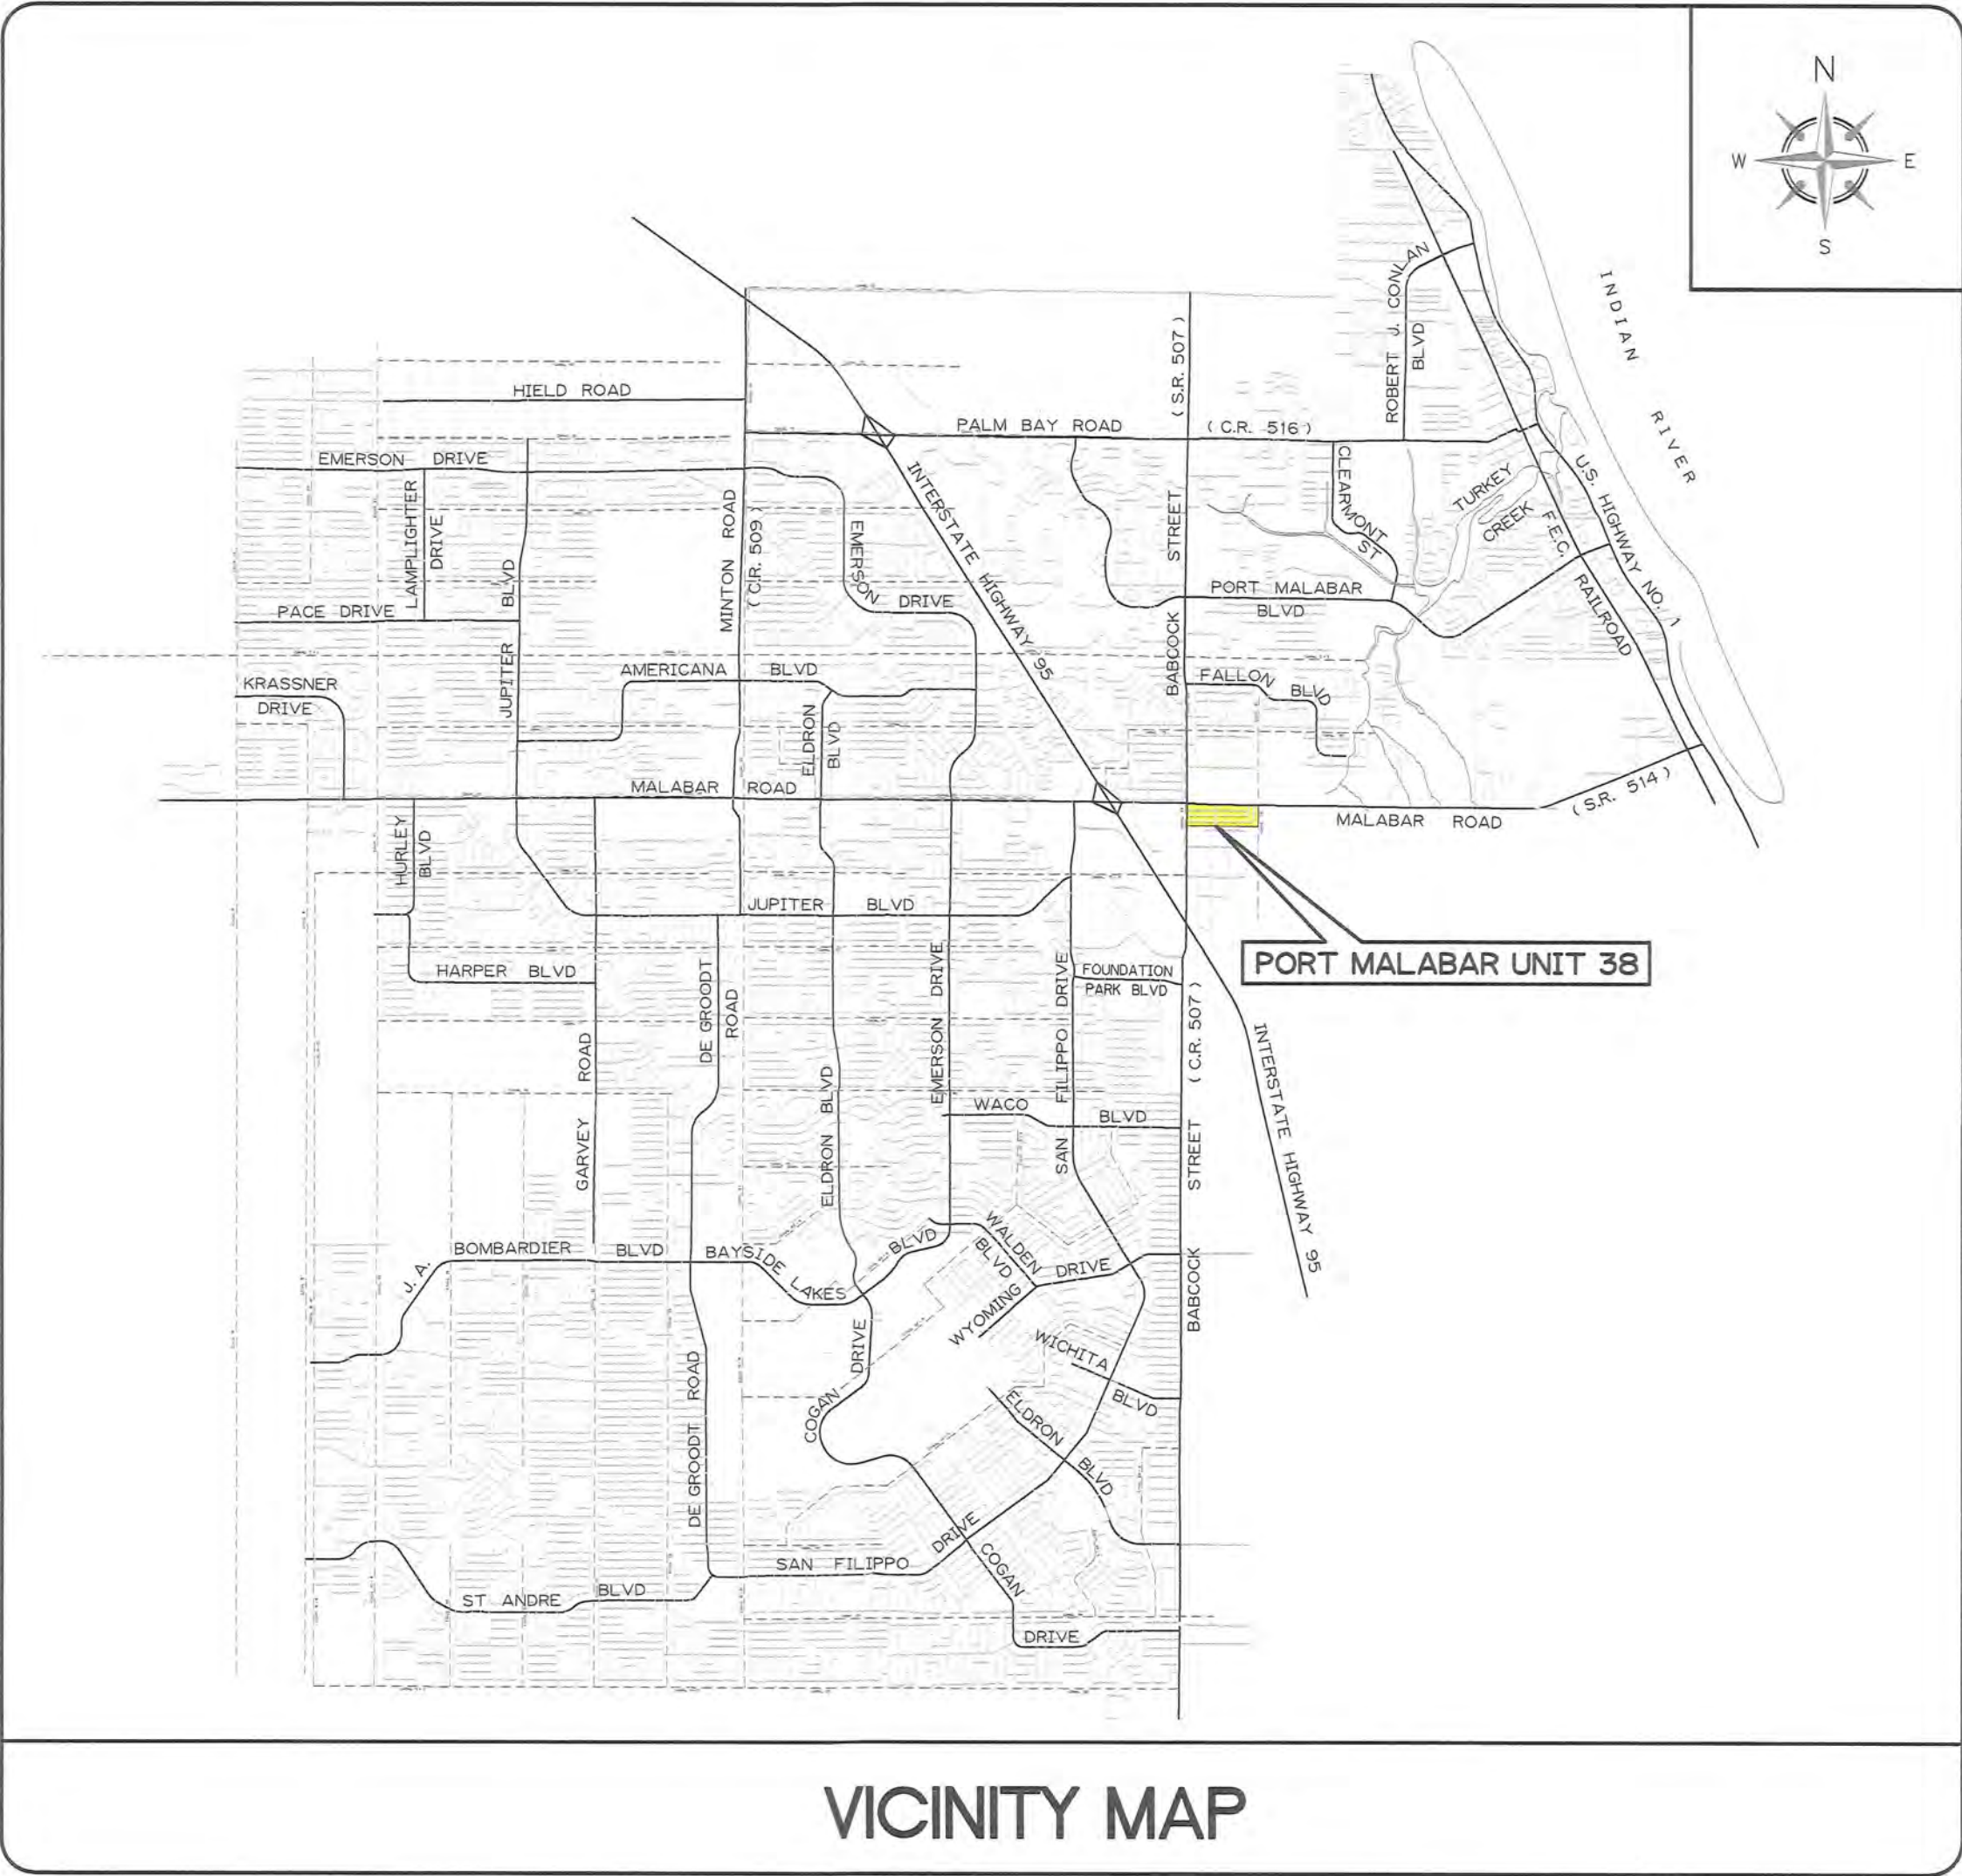 N
W E
S
INDIAN RIVER
ROBERT J. CONLAN
BLVD
( S.R. 507 )
HIELD ROAD
PALM BAY ROAD
( C.R. 516 )
EMERSON DRIVE
LAMPLIGHTER
DRIVE
CLEARMONT
ST
TURKEY
CREEK
U.S. HIGHWAY NO. 1
F.E.C. RAILROAD
INTERSTATE HIGHWAY 95
MINTON ROAD
( C.R. 509 )
EMERSON DRIVE
BABCOCK STREET
PORT MALABAR
BLVD
PACE DRIVE
JUPITER BLVD
AMERICANA BLVD
FALLON BLVD
KRASSNER
DRIVE
ELDRON
BLVD
MALABAR ROAD
MALABAR ROAD
( S.R. 514 )
HURLEY
BLVD
JUPITER BLVD
PORT MALABAR UNIT 38
HARPER BLVD
DE GROODT
ROAD
EMERSON DRIVE
SAN FILIPPO DRIVE
FOUNDATION
PARK BLVD
( C.R. 507 )
INTERSTATE HIGHWAY 95
GARVEY ROAD
ELDRON BLVD
WACO BLVD
BABCOCK STREET
J. A. BOMBARDIER BLVD
BAYSIDE LAKES BLVD
WALDEN
BLVD
WYOMING DRIVE
WICHITA BLVD
COGAN DRIVE
DE GROODT ROAD
ELDRON BLVD
SAN FILIPPO DRIVE
COGAN
DRIVE
ST ANDRE BLVD
VICINITY MAP